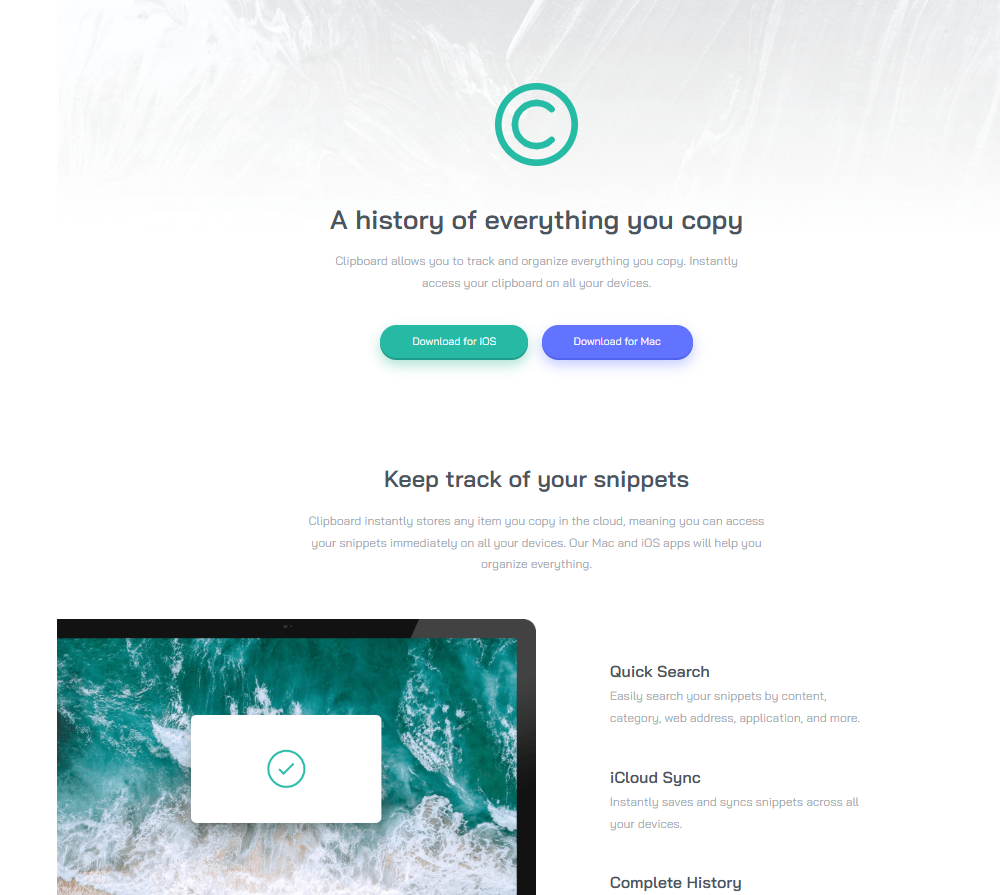 A history of everything you copy
Clipboard allows you to track and organize everything you copy. Instantly
access your clipboard on all your devices.
Download for iOS
Download for Mac
Keep track of your snippets
Clipboard instantly stores any item you copy in the cloud, meaning you can access
your snippets immediately on all your devices. Our Mac and iOS apps will help you
organize everything.
Quick Search
Easily search your snippets by content,
category, web address, application, and more.
iCloud Sync
Instantly saves and syncs snippets across all
your devices.
Complete History